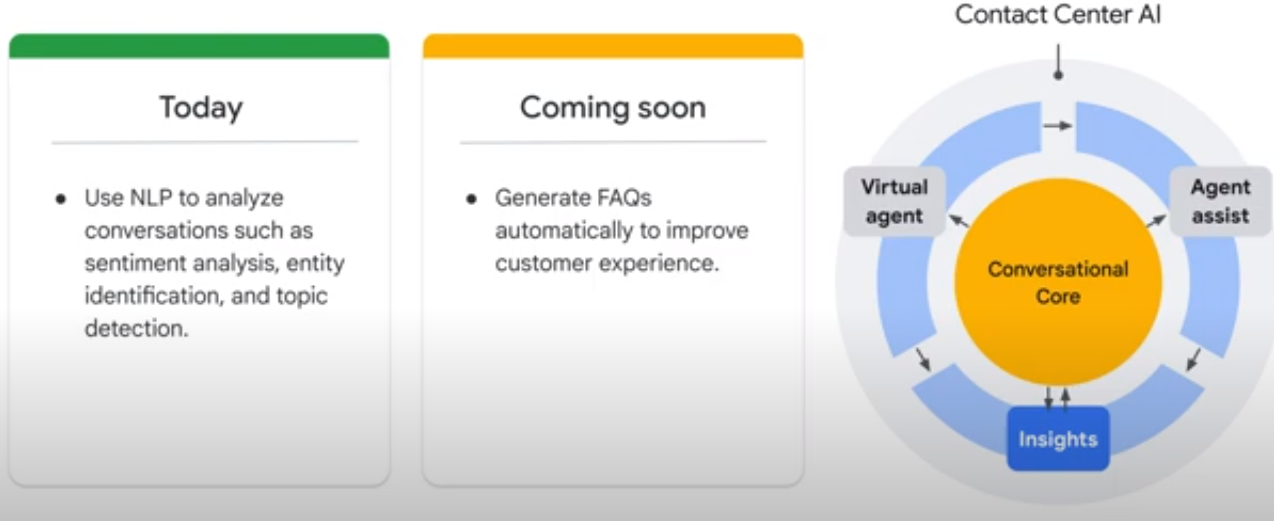 Contact Center AI
Today
• Use NLP to analyze
conversations such as
sentiment analysis, entity
identification, and topic
detection.
Coming soon
• Generate FAQs
automatically to improve
customer experience.
Virtual
agent
Agent
assist
Conversational
Core
Insights